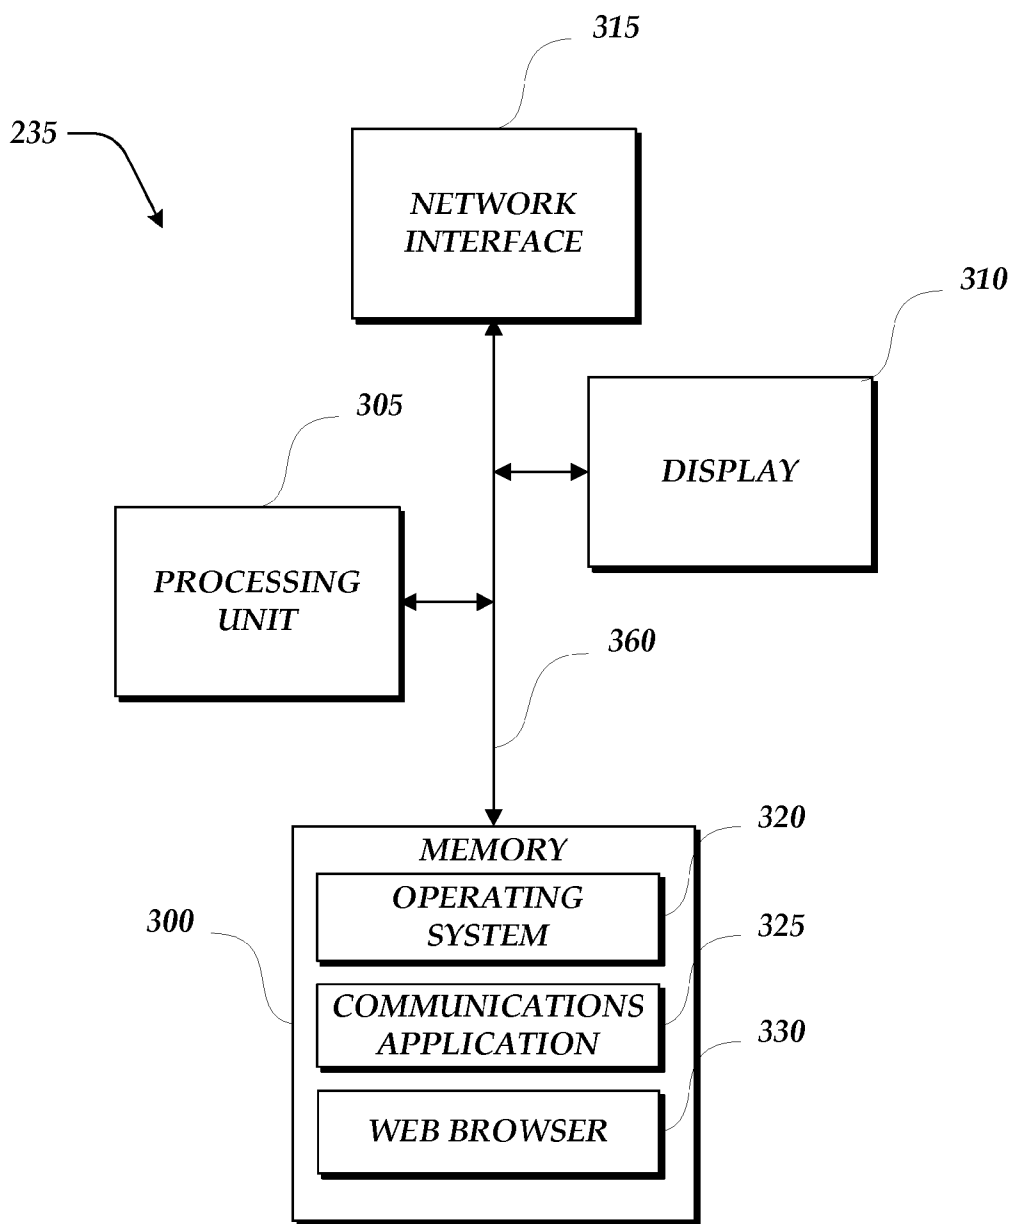 315
235
NETWORK
INTERFACE
310
305
DISPLAY
PROCESSING
UNIT
360
320
MEMORY
OPERATING
SYSTEM
300
325
COMMUNICATIONS
APPLICATION
330
WEB BROWSER